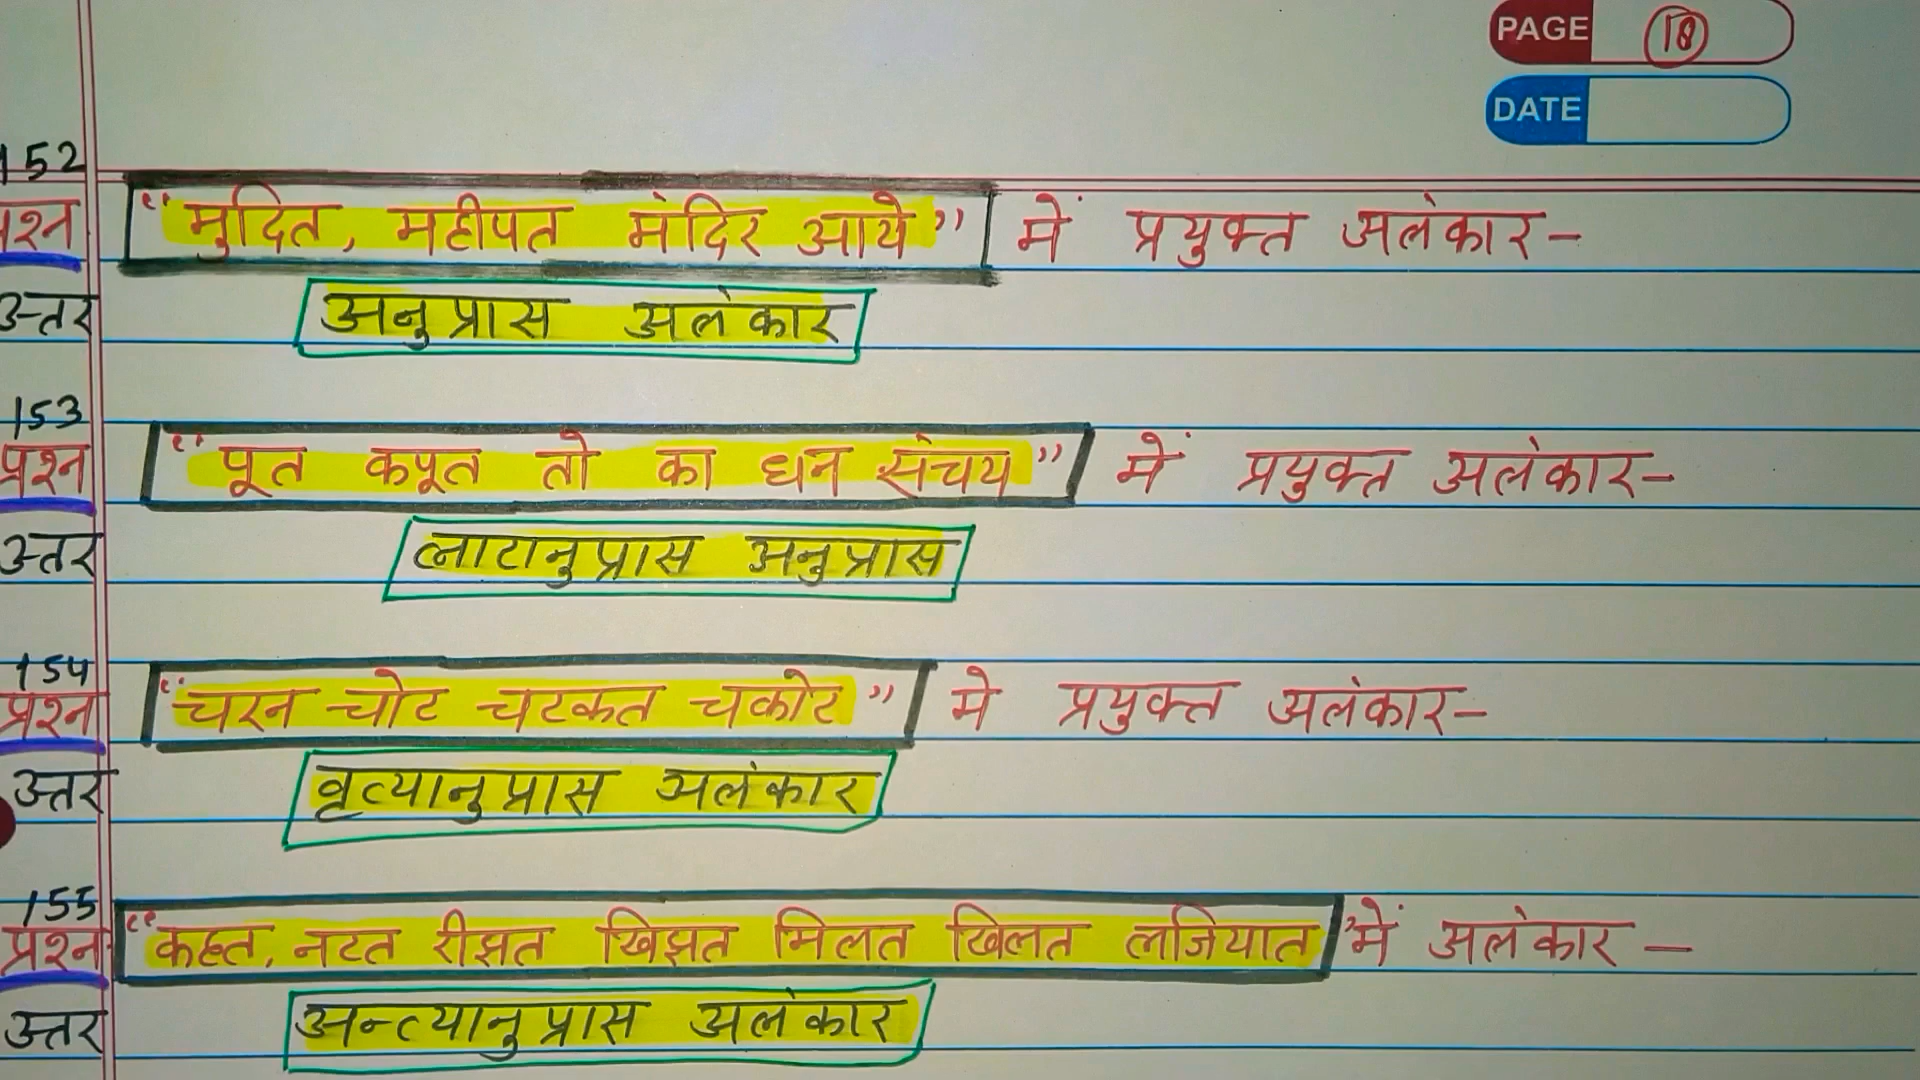 PAGE 18
DATE
152
प्रश्न "मुदित, महीपत मंदिर आये" में प्रयुक्त अलंकार-
उत्तर अनुप्रास अलंकार
153
प्रश्न "पूत कपूत तो का धन संचय" में प्रयुक्त अलंकार-
उत्तर लाटानुप्रास अनुप्रास
154
प्रश्न "चरन चोट चटकत चकोट" मे प्रयुक्त अलंकार-
उत्तर वृत्यानुप्रास अलंकार
155
प्रश्न "कहत, नटत रीझत खिझत मिलत खिलत लजियात" में अलंकार -
उत्तर अन्त्यानुप्रास अलंकार